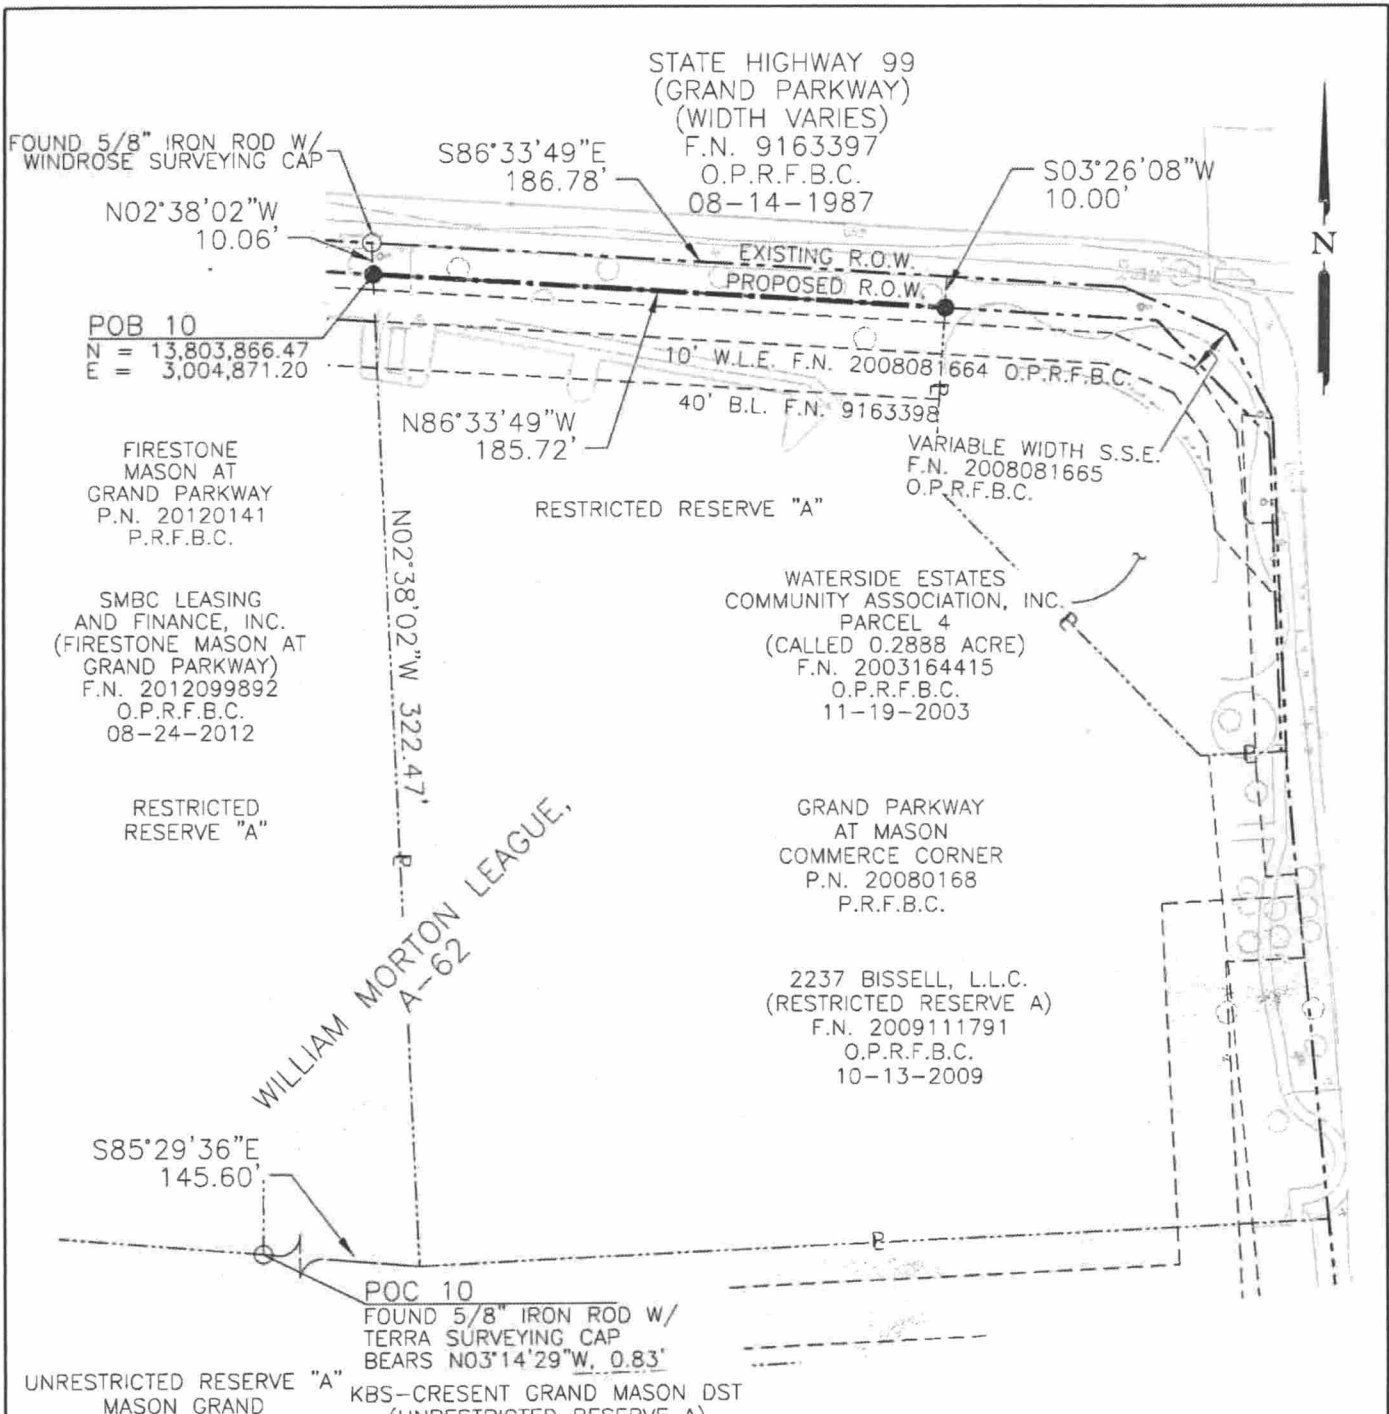 STATE HIGHWAY 99
(GRAND PARKWAY)
(WIDTH VARIES)
F.N. 9163397
O.P.R.F.B.C.
08-14-1987
FOUND 5/8" IRON ROD W/
WINDROSE SURVEYING CAP
S86°33'49"E
186.78'
S03°26'08"W
10.00'
N02°38'02"W
10.06'
N
EXISTING R.O.W.
PROPOSED R.O.W.
POB 10
N = 13,803,866.47
E = 3,004,871.20
10' W.L.E. F.N. 2008081664 O.P.R.F.B.C.
40' B.L. F.N. 9163398
N86°33'49"W
185.72'
VARIABLE WIDTH S.S.E.
F.N. 2008081665
O.P.R.F.B.C.
FIRESTONE
MASON AT
GRAND PARKWAY
P.N. 20120141
P.R.F.B.C.
RESTRICTED RESERVE "A"
N02°38'02"W 322.47'
SMBC LEASING
AND FINANCE, INC.
(FIRESTONE MASON AT
GRAND PARKWAY)
F.N. 2012099892
O.P.R.F.B.C.
08-24-2012
WATERSIDE ESTATES
COMMUNITY ASSOCIATION, INC.
PARCEL 4
(CALLED 0.2888 ACRE)
F.N. 2003164415
O.P.R.F.B.C.
11-19-2003
RESTRICTED
RESERVE "A"
GRAND PARKWAY
AT MASON
COMMERCE CORNER
P.N. 20080168
P.R.F.B.C.
WILLIAM MORTON LEAGUE,
A-62
2237 BISSELL, L.L.C.
(RESTRICTED RESERVE A)
F.N. 2009111791
O.P.R.F.B.C.
10-13-2009
S85°29'36"E
145.60'
POC 10
FOUND 5/8" IRON ROD W/
TERRA SURVEYING CAP
BEARS N03°14'29"W, 0.83'
UNRESTRICTED RESERVE "A"
MASON GRAND
KBS-CRESENT GRAND MASON DST
(UNRESTRICTED RESERVE A)